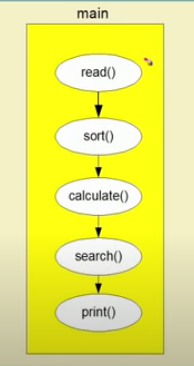 main
read()
sort()
calculate()
search()
print()